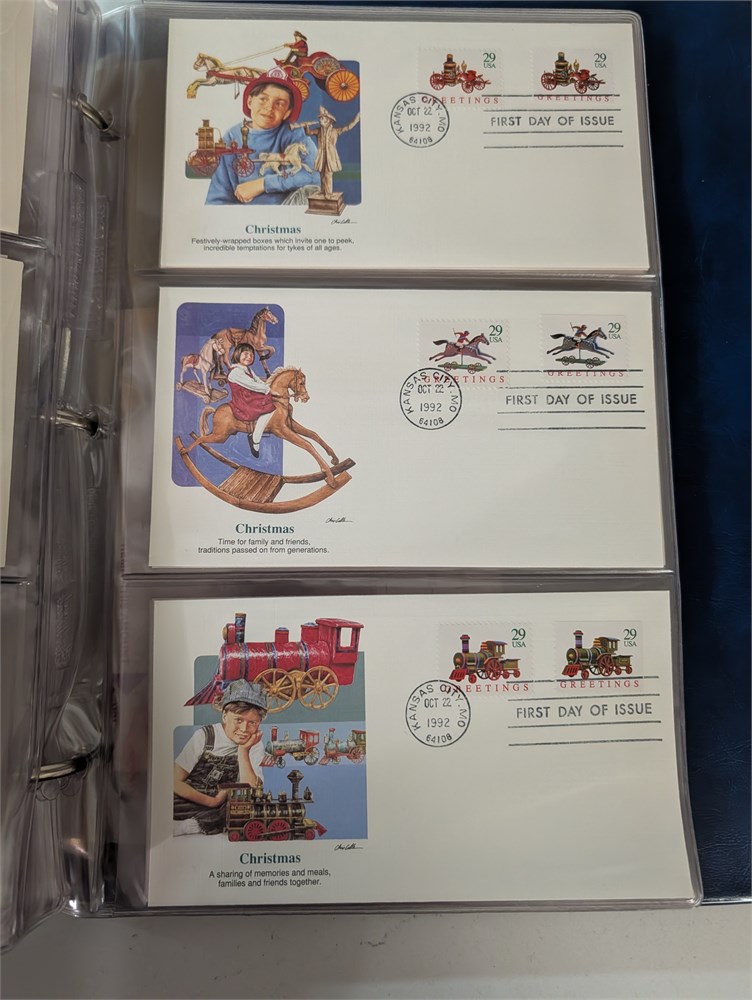 29
USA
GREETINGS
29
USA
GREETINGS
KANSAS CITY, MO
OCT 22
1992
64108
FIRST DAY OF ISSUE
Christmas
Festively-wrapped boxes which invite one to peek,
incredible temptations for tykes of all ages.
29
USA
GREETINGS
29
USA
GREETINGS
KANSAS CITY, MO
OCT 22
1992
64108
FIRST DAY OF ISSUE
Christmas
Time for family and friends,
traditions passed on from generations.
29
USA
GREETINGS
29
USA
GREETINGS
KANSAS CITY, MO
OCT 22
1992
64108
FIRST DAY OF ISSUE
Christmas
A sharing of memories and meals,
families and friends together.